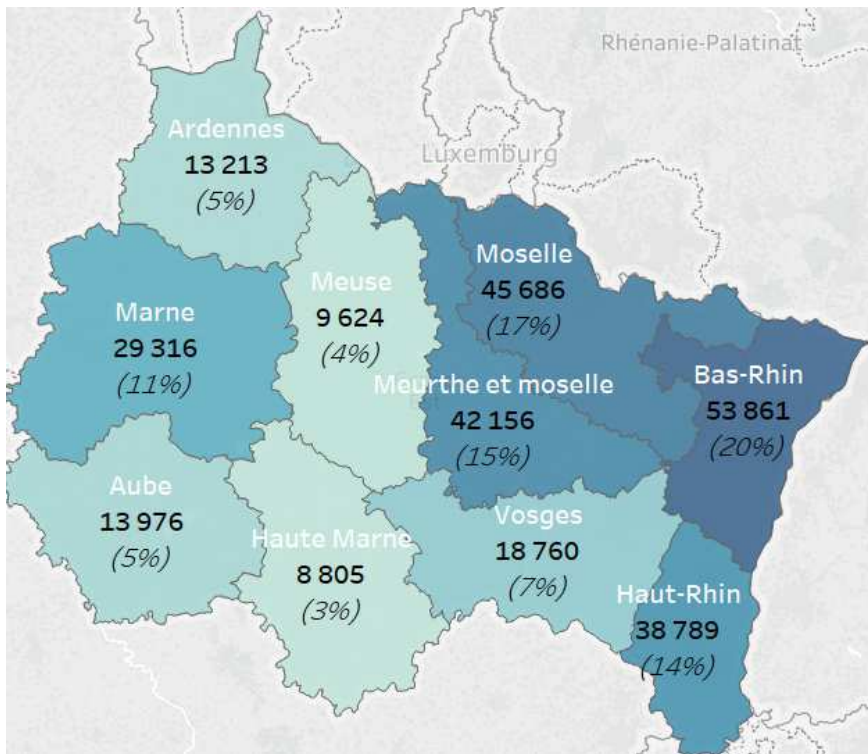 Rhénanie-Palatinat
Luxemburg
Ardennes
13 213
(5%)
Meuse
9 624
(4%)
Moselle
45 686
(17%)
Marne
29 316
(11%)
Meurthe et moselle
42 156
(15%)
Bas-Rhin
53 861
(20%)
Aube
13 976
(5%)
Haute Marne
8 805
(3%)
Vosges
18 760
(7%)
Haut-Rhin
38 789
(14%)